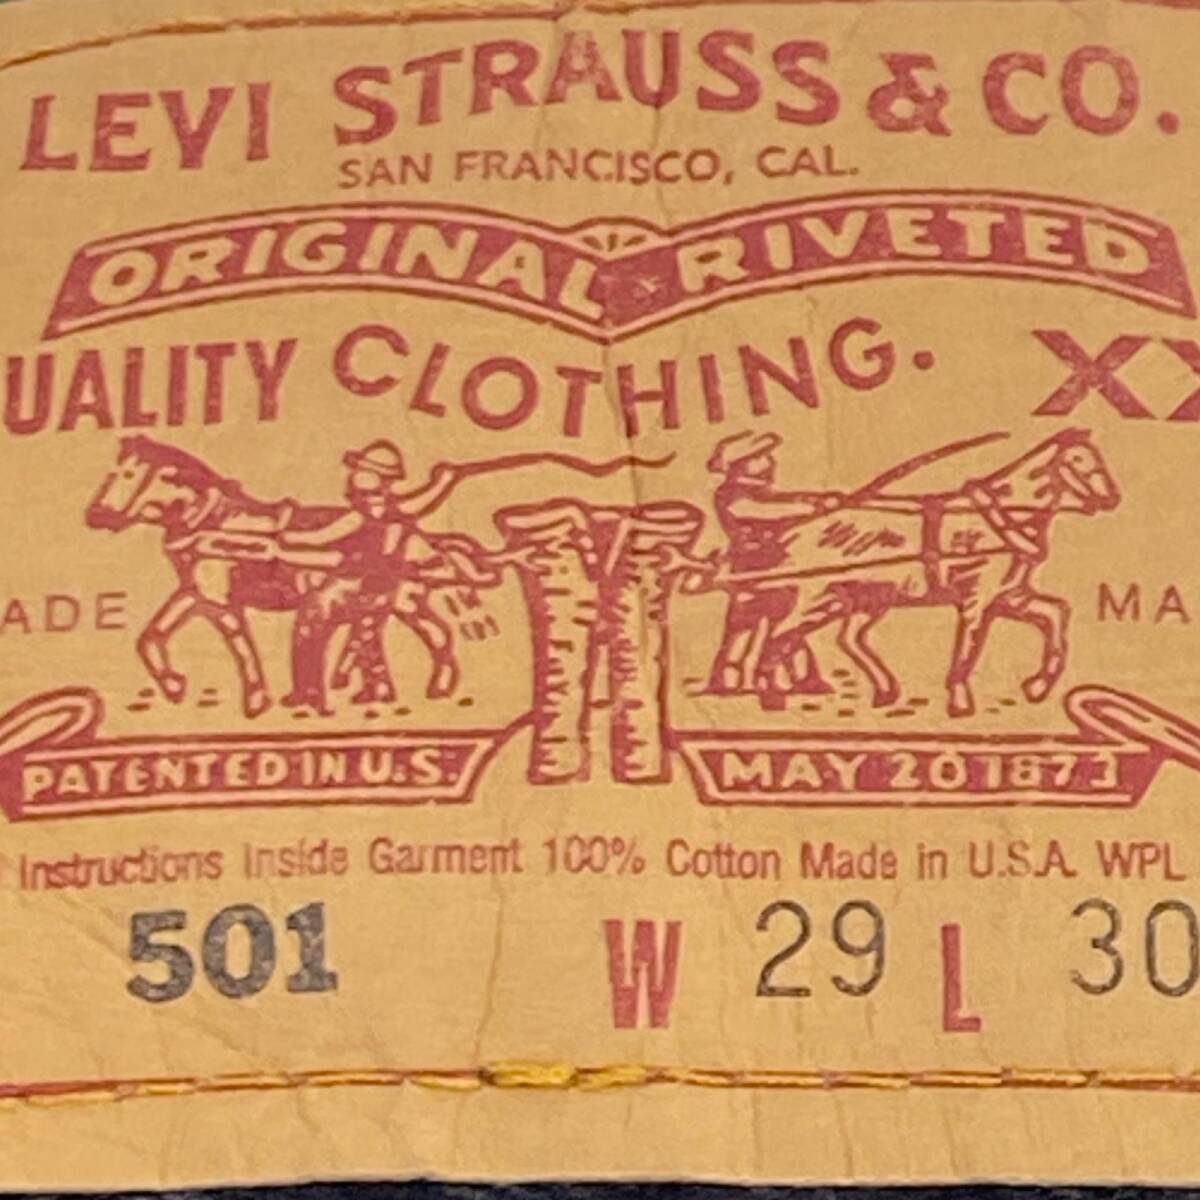 LEVI STRAUSS & CO.
SAN FRANCISCO, CAL.
ORIGINAL RIVETED
UALITY CLOTHING. XX
ADE MA
PATENTED IN U.S. MAY 20 1873
Instructions Inside Garment 100% Cotton Made in U.S.A. WPL
501 W 29 L 30